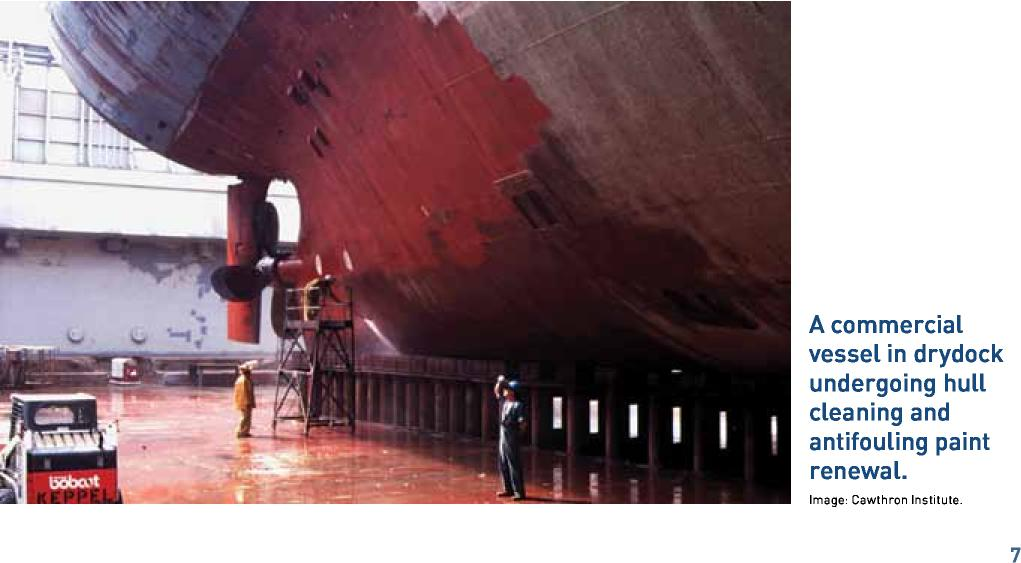 bobcat
KEPPEL
A commercial
vessel in drydock
undergoing hull
cleaning and
antifouling paint
renewal.
Image: Cawthron Institute.
7